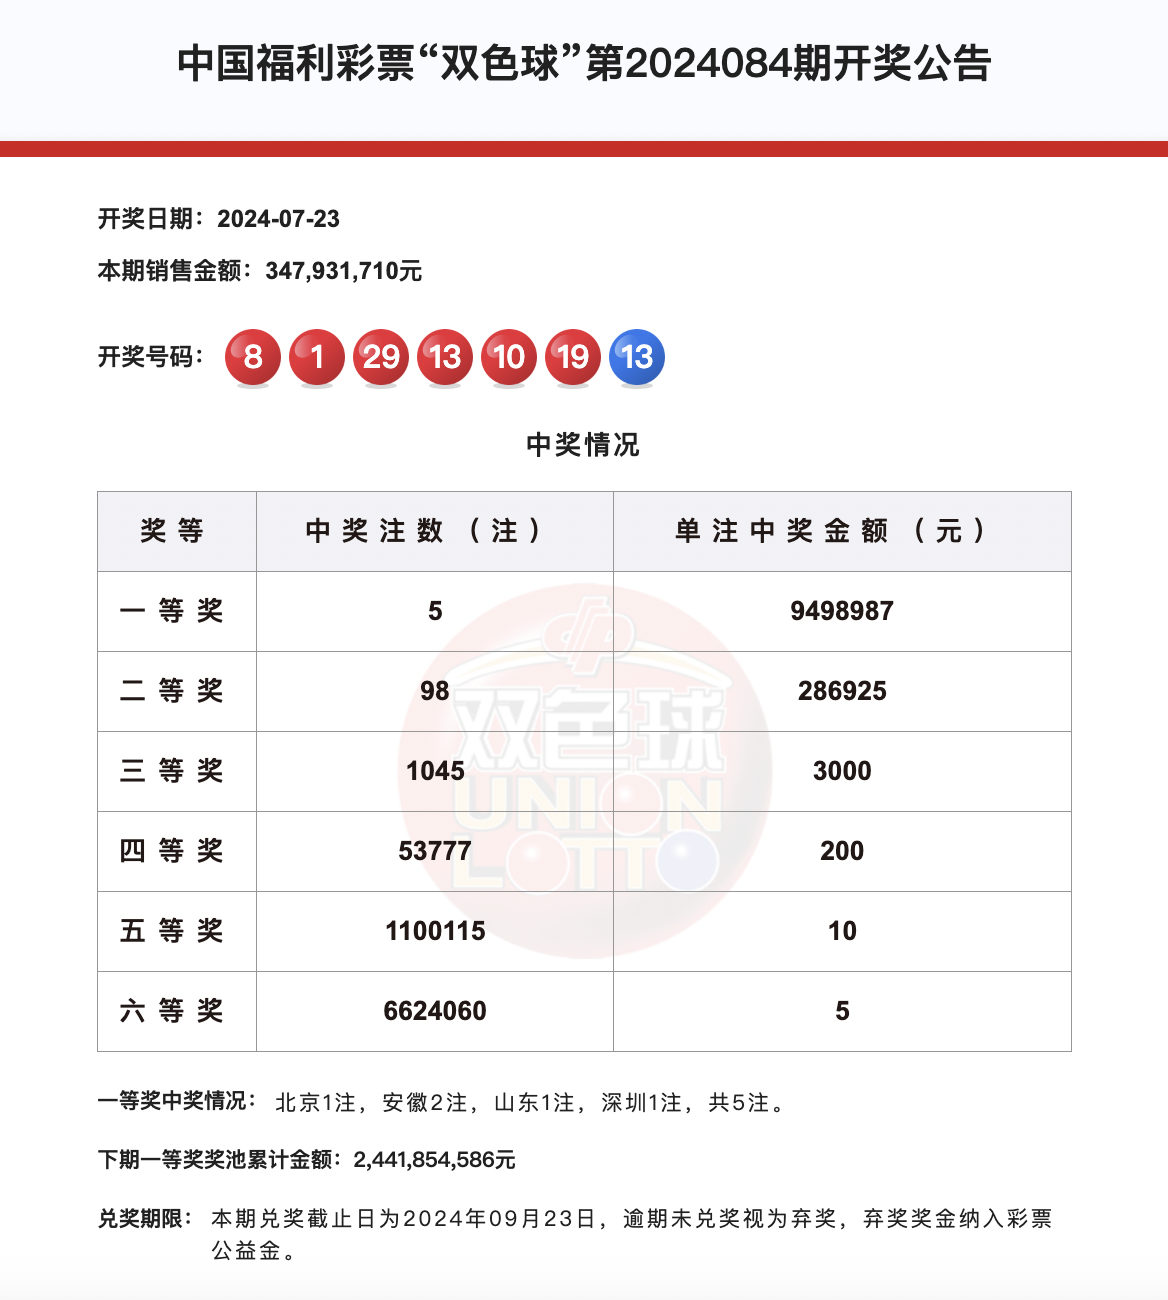 中国福利彩票“双色球”第2024084期开奖公告
开奖日期：2024-07-23
本期销售金额：347,931,710元
开奖号码： 8 1 29 13 10 19 13
中奖情况
奖等 中奖注数（注） 单注中奖金额（元）
一等奖 5 9498987
二等奖 98 286925
三等奖 1045 3000
四等奖 53777 200
五等奖 1100115 10
六等奖 6624060 5
双色球
UNION
LOTTO
一等奖中奖情况： 北京1注，安徽2注，山东1注，深圳1注，共5注。
下期一等奖奖池累计金额：2,441,854,586元
兑奖期限： 本期兑奖截止日为2024年09月23日，逾期未兑奖视为弃奖，弃奖奖金纳入彩票
公益金。